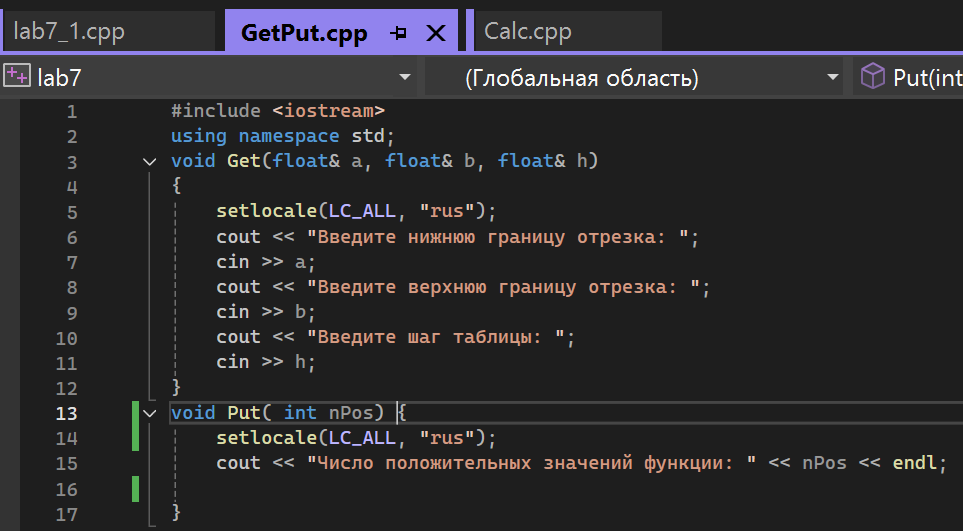 lab7_1.cpp GetPut.cpp Calc.cpp
lab7 (Глобальная область) Put(int
1 #include <iostream>
2 using namespace std;
3 void Get(float& a, float& b, float& h)
4 {
5 setlocale(LC_ALL, "rus");
6 cout << "Введите нижнюю границу отрезка: ";
7 cin >> a;
8 cout << "Введите верхнюю границу отрезка: ";
9 cin >> b;
10 cout << "Введите шаг таблицы: ";
11 cin >> h;
12 }
13 void Put( int nPos) {
14 setlocale(LC_ALL, "rus");
15 cout << "Число положительных значений функции: " << nPos << endl;
16
17 }